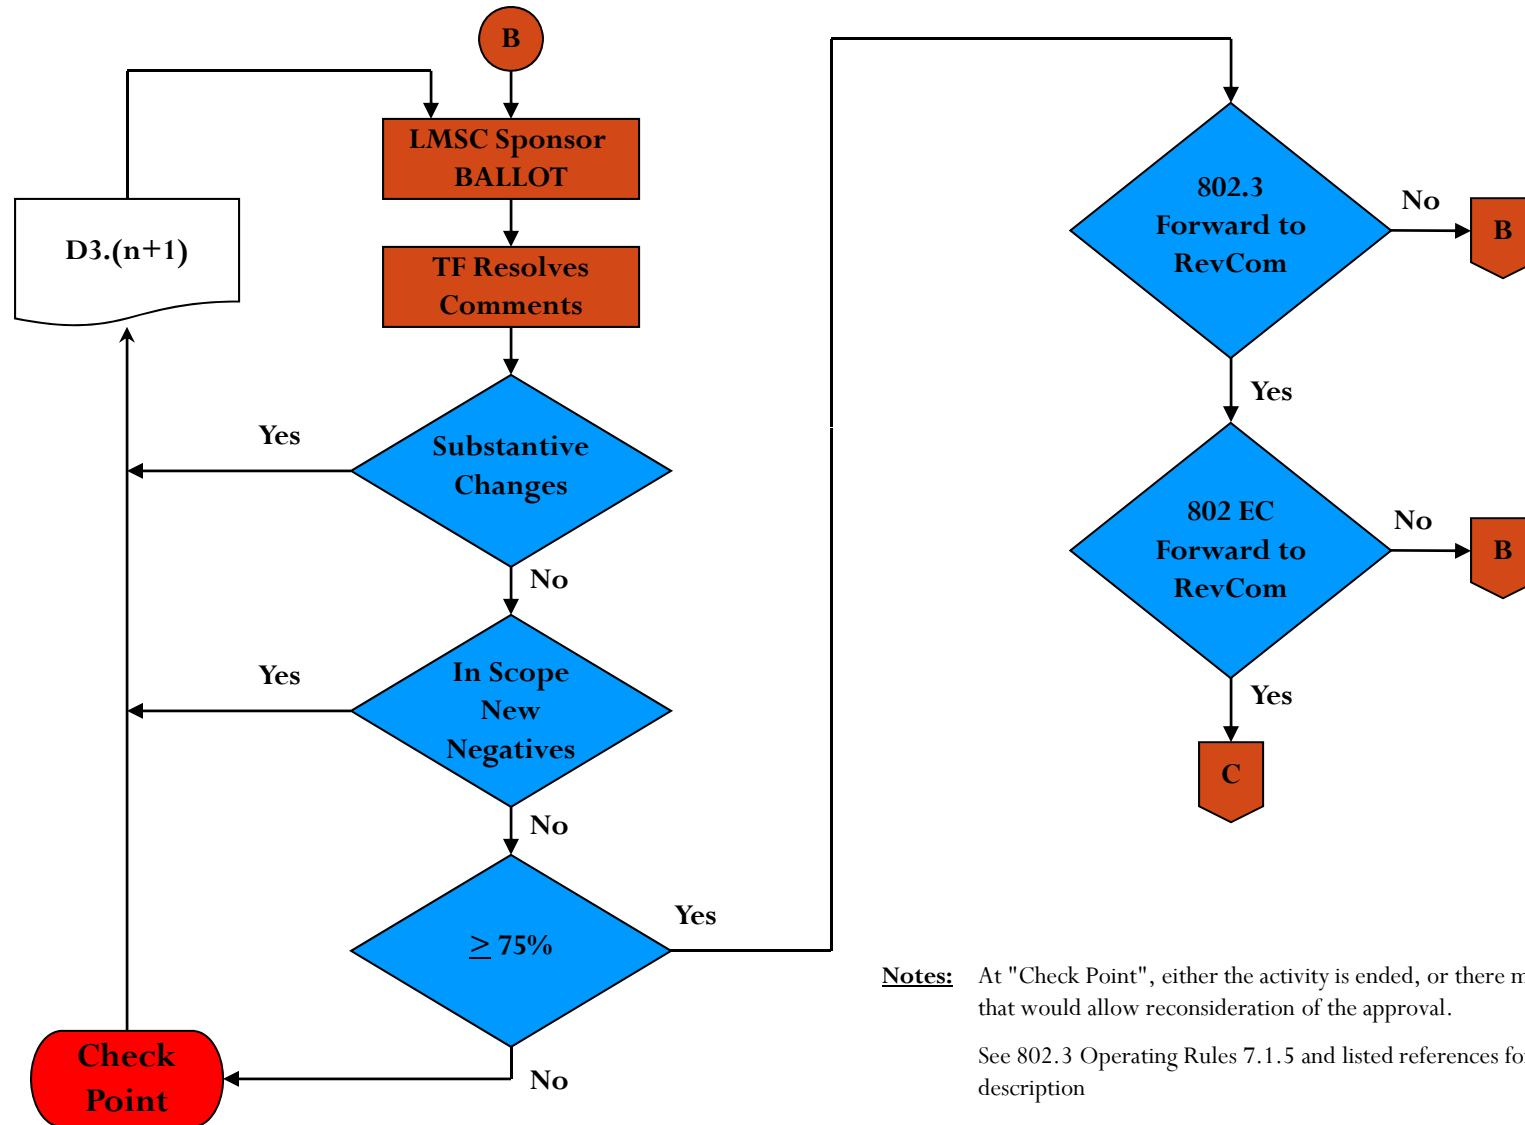 B
LMSC Sponsor
BALLOT
D3.(n+1)
TF Resolves
Comments
Yes
Substantive
Changes
No
Yes
In Scope
New
Negatives
No
Yes
≥ 75%
No
Check
Point
802.3
Forward to
RevCom
No
B
Yes
802 EC
Forward to
RevCom
No
B
Yes
C
Notes: At "Check Point", either the activity is ended, or there
that would allow reconsideration of the approval.
See 802.3 Operating Rules 7.1.5 and listed references
description